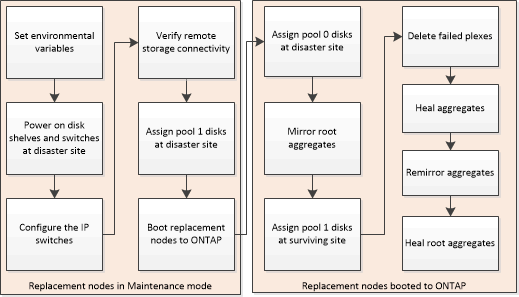 Set environmental
variables
Power on disk
shelves and switches
at disaster site
Configure the IP
switches
Verify remote
storage connectivity
Assign pool 1 disks
at disaster site
Boot replacement
nodes to ONTAP
Replacement nodes in Maintenance mode
Assign pool 0 disks
at disaster site
Mirror root
aggregates
Assign pool 1 disks
at surviving site
Delete failed plexes
Heal aggregates
Remirror aggregates
Heal root aggregates
Replacement nodes booted to ONTAP